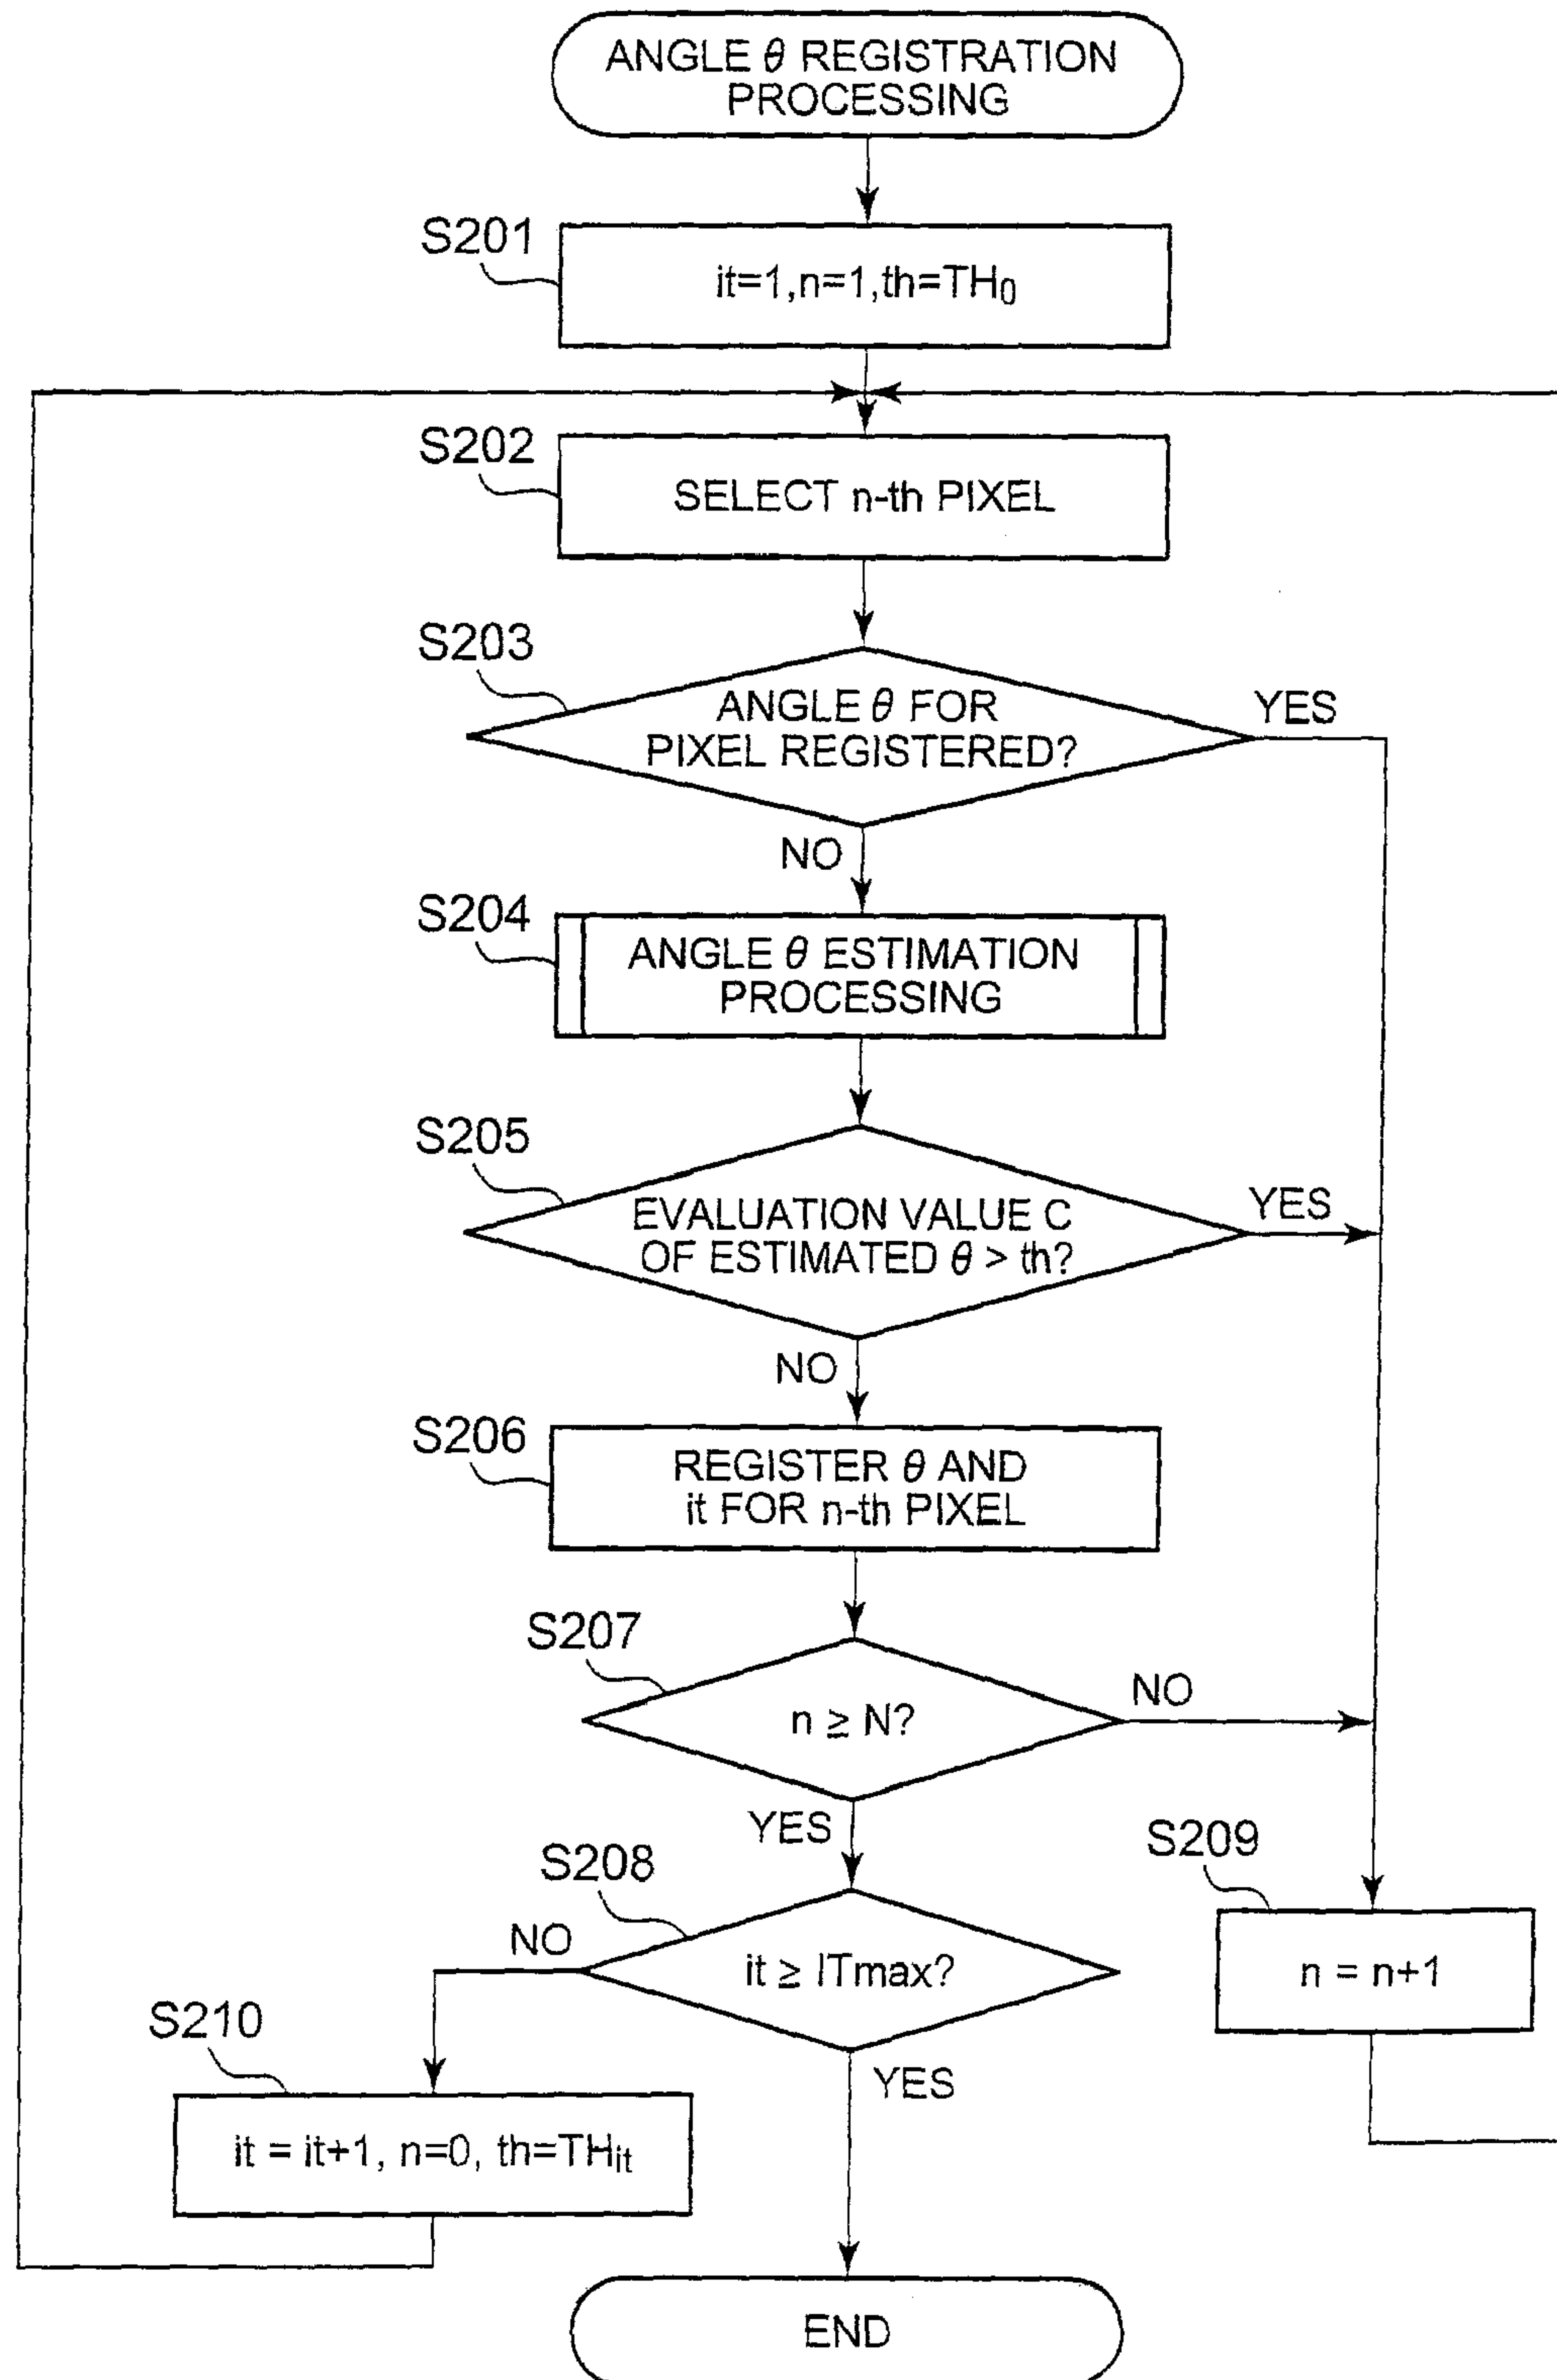 ANGLE θ REGISTRATION
PROCESSING
S201
it=1,n=1,th=TH₀
S202
SELECT n-th PIXEL
S203
ANGLE θ FOR
PIXEL REGISTERED?
YES
NO
S204
ANGLE θ ESTIMATION
PROCESSING
S205
EVALUATION VALUE C
OF ESTIMATED θ > th?
YES
NO
S206
REGISTER θ AND
it FOR n-th PIXEL
S207
n ≧ N?
NO
YES
S208
it ≧ ITmax?
NO
YES
S209
n = n+1
S210
it = it+1, n=0, th=THit
END